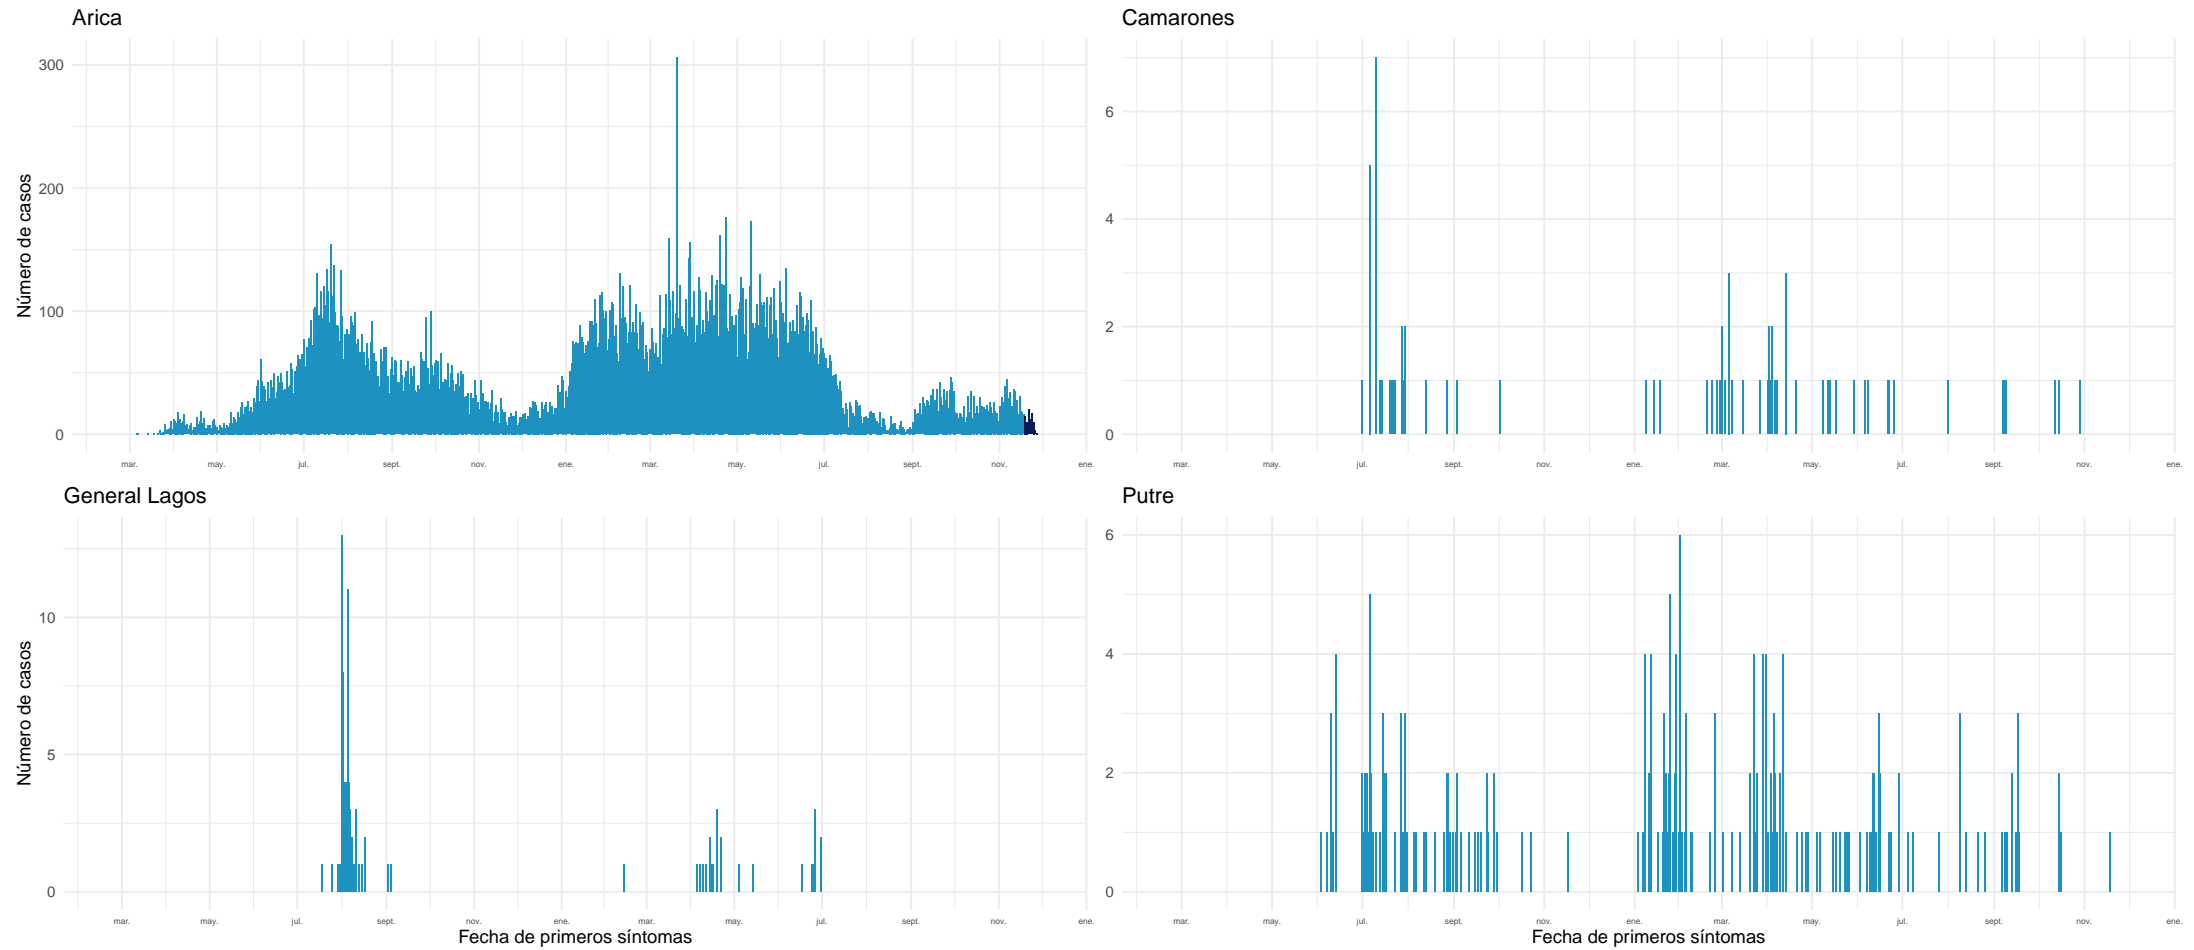 Arica
Camarones
Número de casos
300
200
100
0
mar. may. jul. sept. nov. ene. mar. may. jul. sept. nov. ene.
6
4
2
0
mar. may. jul. sept. nov. ene. mar. may. jul. sept. nov. ene.
General Lagos
Putre
Número de casos
10
5
0
mar. may. jul. sept. nov. ene. mar. may. jul. sept. nov. ene.
Fecha de primeros síntomas
6
4
2
0
mar. may. jul. sept. nov. ene. mar. may. jul. sept. nov. ene.
Fecha de primeros síntomas